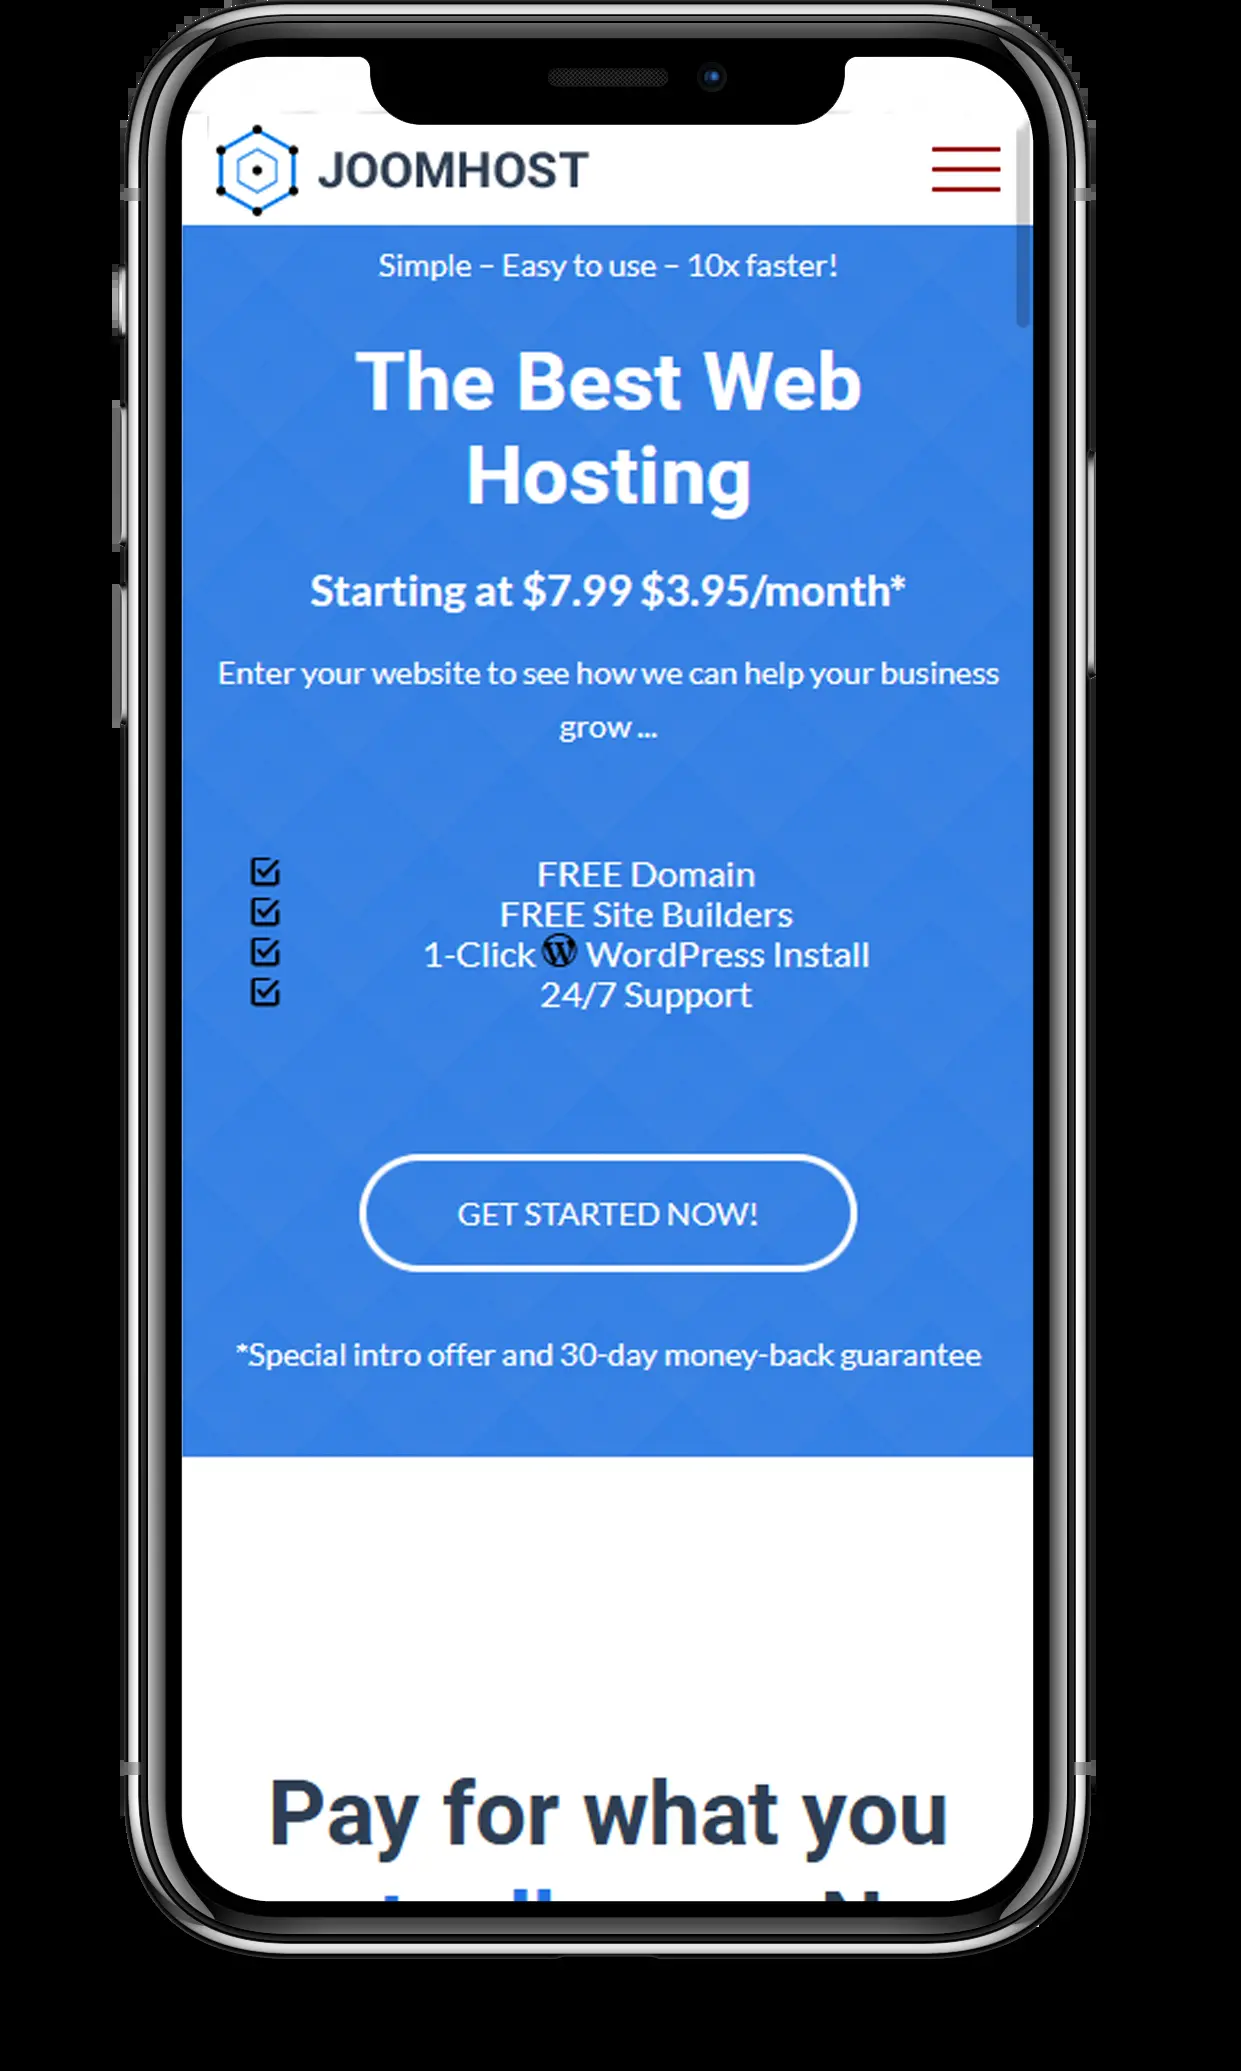 JOOMHOST
Simple – Easy to use – 10x faster!
The Best Web
Hosting
Starting at $7.99 $3.95/month*
Enter your website to see how we can help your business
grow ...
FREE Domain
FREE Site Builders
1-Click WordPress Install
24/7 Support
GET STARTED NOW!
*Special intro offer and 30-day money-back guarantee
Pay for what you